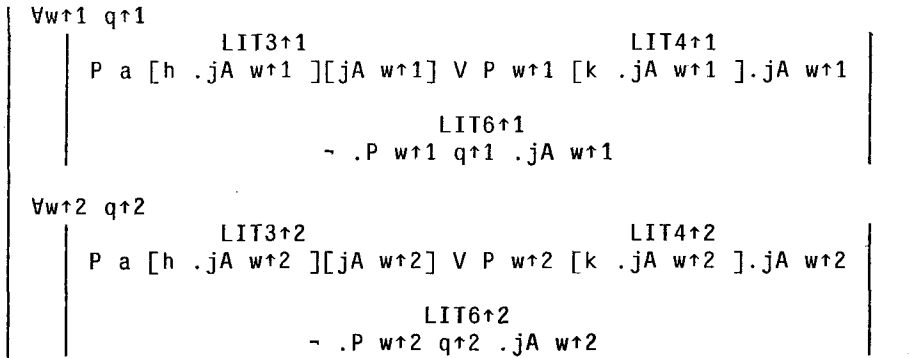 ∀w↑1 q↑1
LIT3↑1 LIT4↑1
P a [h .jA w↑1 ][jA w↑1] V P w↑1 [k .jA w↑1 ].jA w↑1
LIT6↑1
¬ .P w↑1 q↑1 .jA w↑1
∀w↑2 q↑2
LIT3↑2 LIT4↑2
P a [h .jA w↑2 ][jA w↑2] V P w↑2 [k .jA w↑2 ].jA w↑2
LIT6↑2
¬ .P w↑2 q↑2 .jA w↑2